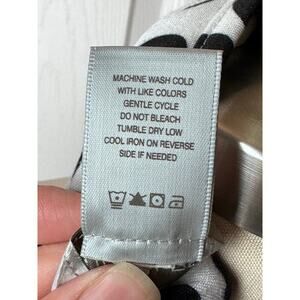 MACHINE WASH COLD
WITH LIKE COLORS
GENTLE CYCLE
DO NOT BLEACH
TUMBLE DRY LOW
COOL IRON ON REVERSE
SIDE IF NEEDED